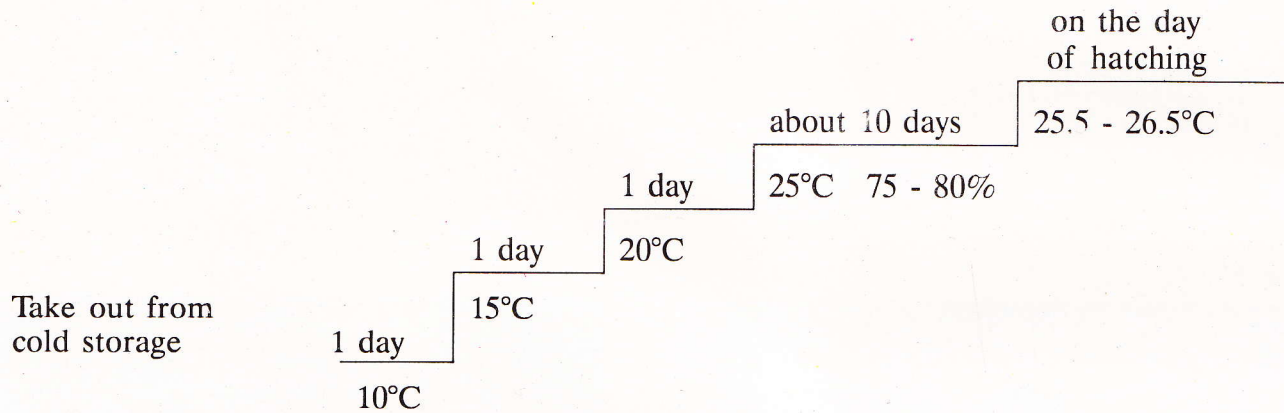 on the day
of hatching
about 10 days
25.5 - 26.5°C
1 day
25°C 75 - 80%
1 day
20°C
Take out from
cold storage
15°C
1 day
10°C